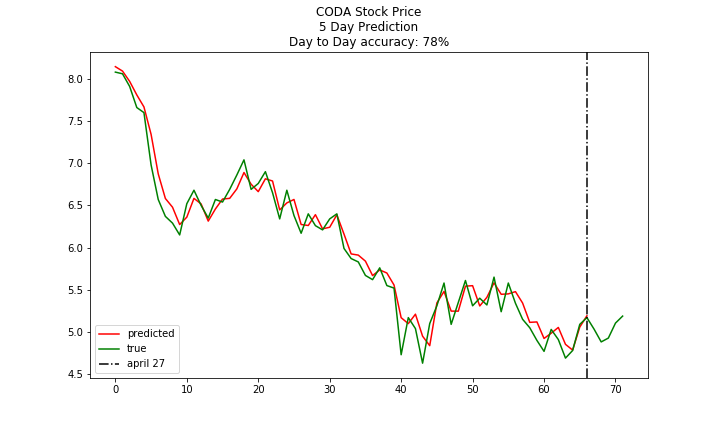 CODA Stock Price
5 Day Prediction
Day to Day accuracy: 78%
8.0
7.5
7.0
6.5
6.0
5.5
5.0
4.5
predicted
true
april 27
0 10 20 30 40 50 60 70